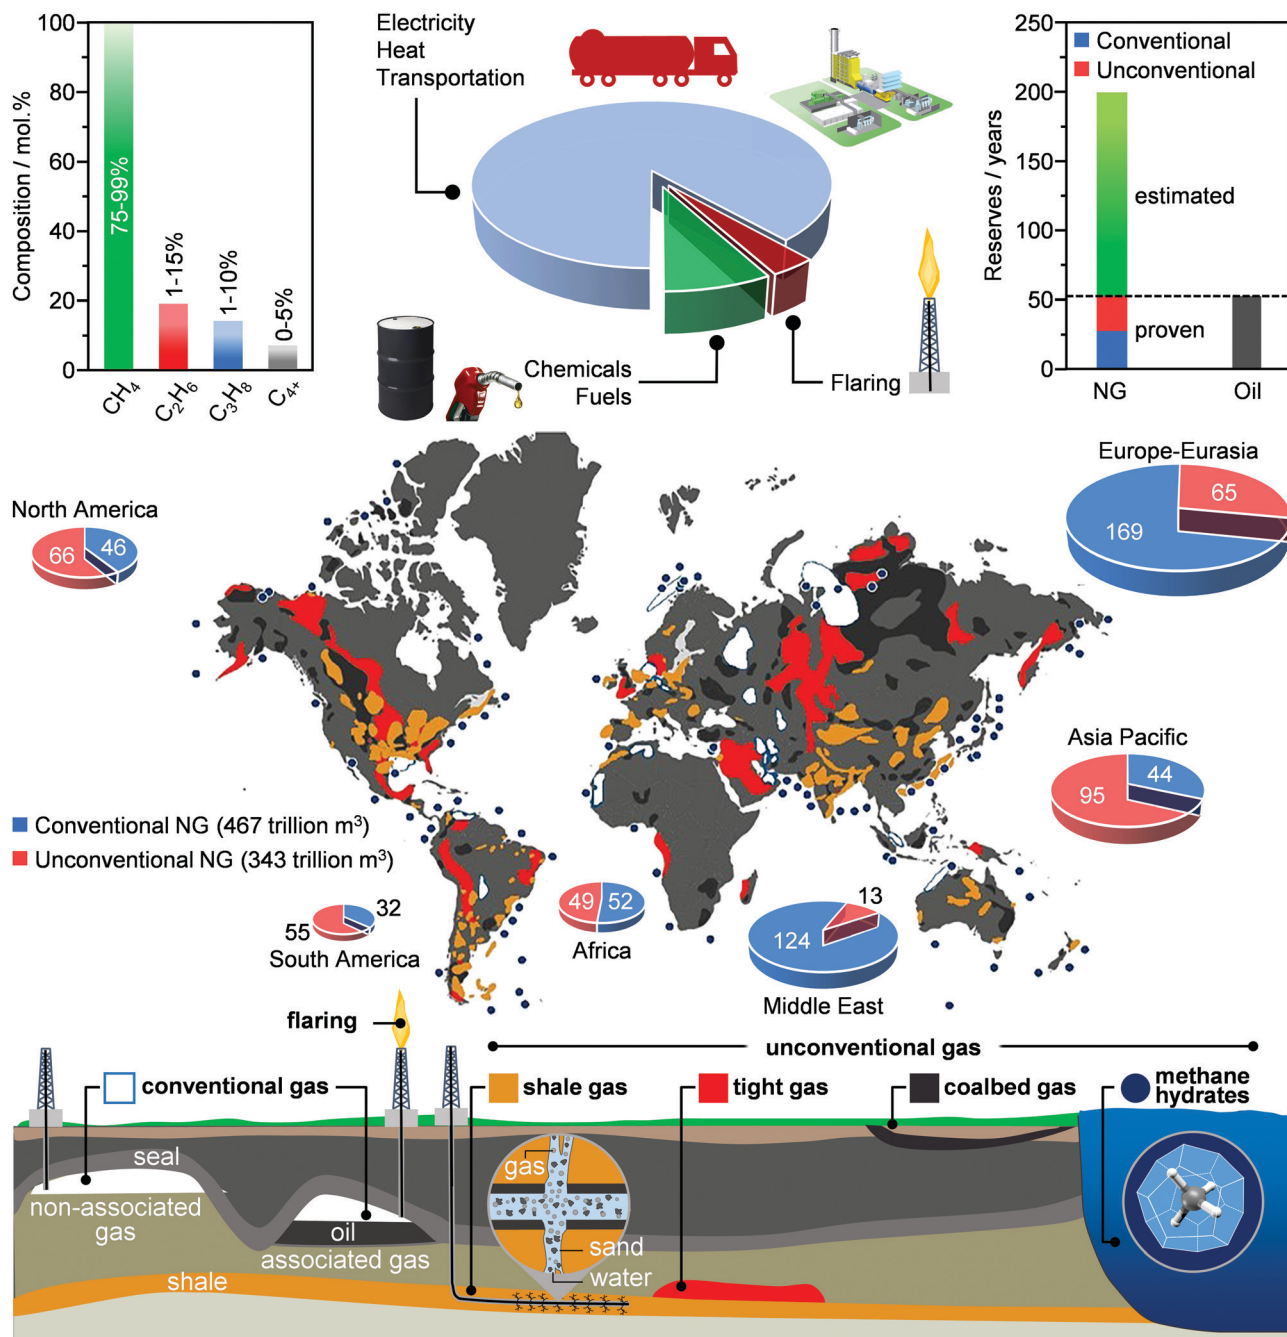 100
80
60
40
20
0
Composition / mol.%
75-99%
1-15%
1-10%
0-5%
CH₄
C₂H₆
C₃H₈
C₄₊
Electricity
Heat
Transportation
Chemicals
Fuels
Flaring
Conventional
Unconventional
250
200
150
100
50
0
Reserves / years
estimated
proven
NG
Oil
North America
66
46
Europe-Eurasia
65
169
Asia Pacific
44
95
Conventional NG (467 trillion m³)
Unconventional NG (343 trillion m³)
32
55
South America
49
52
Africa
13
124
Middle East
flaring
unconventional gas
conventional gas
shale gas
tight gas
coalbed gas
methane
hydrates
seal
non-associated
gas
oil
associated gas
shale
gas
sand
water